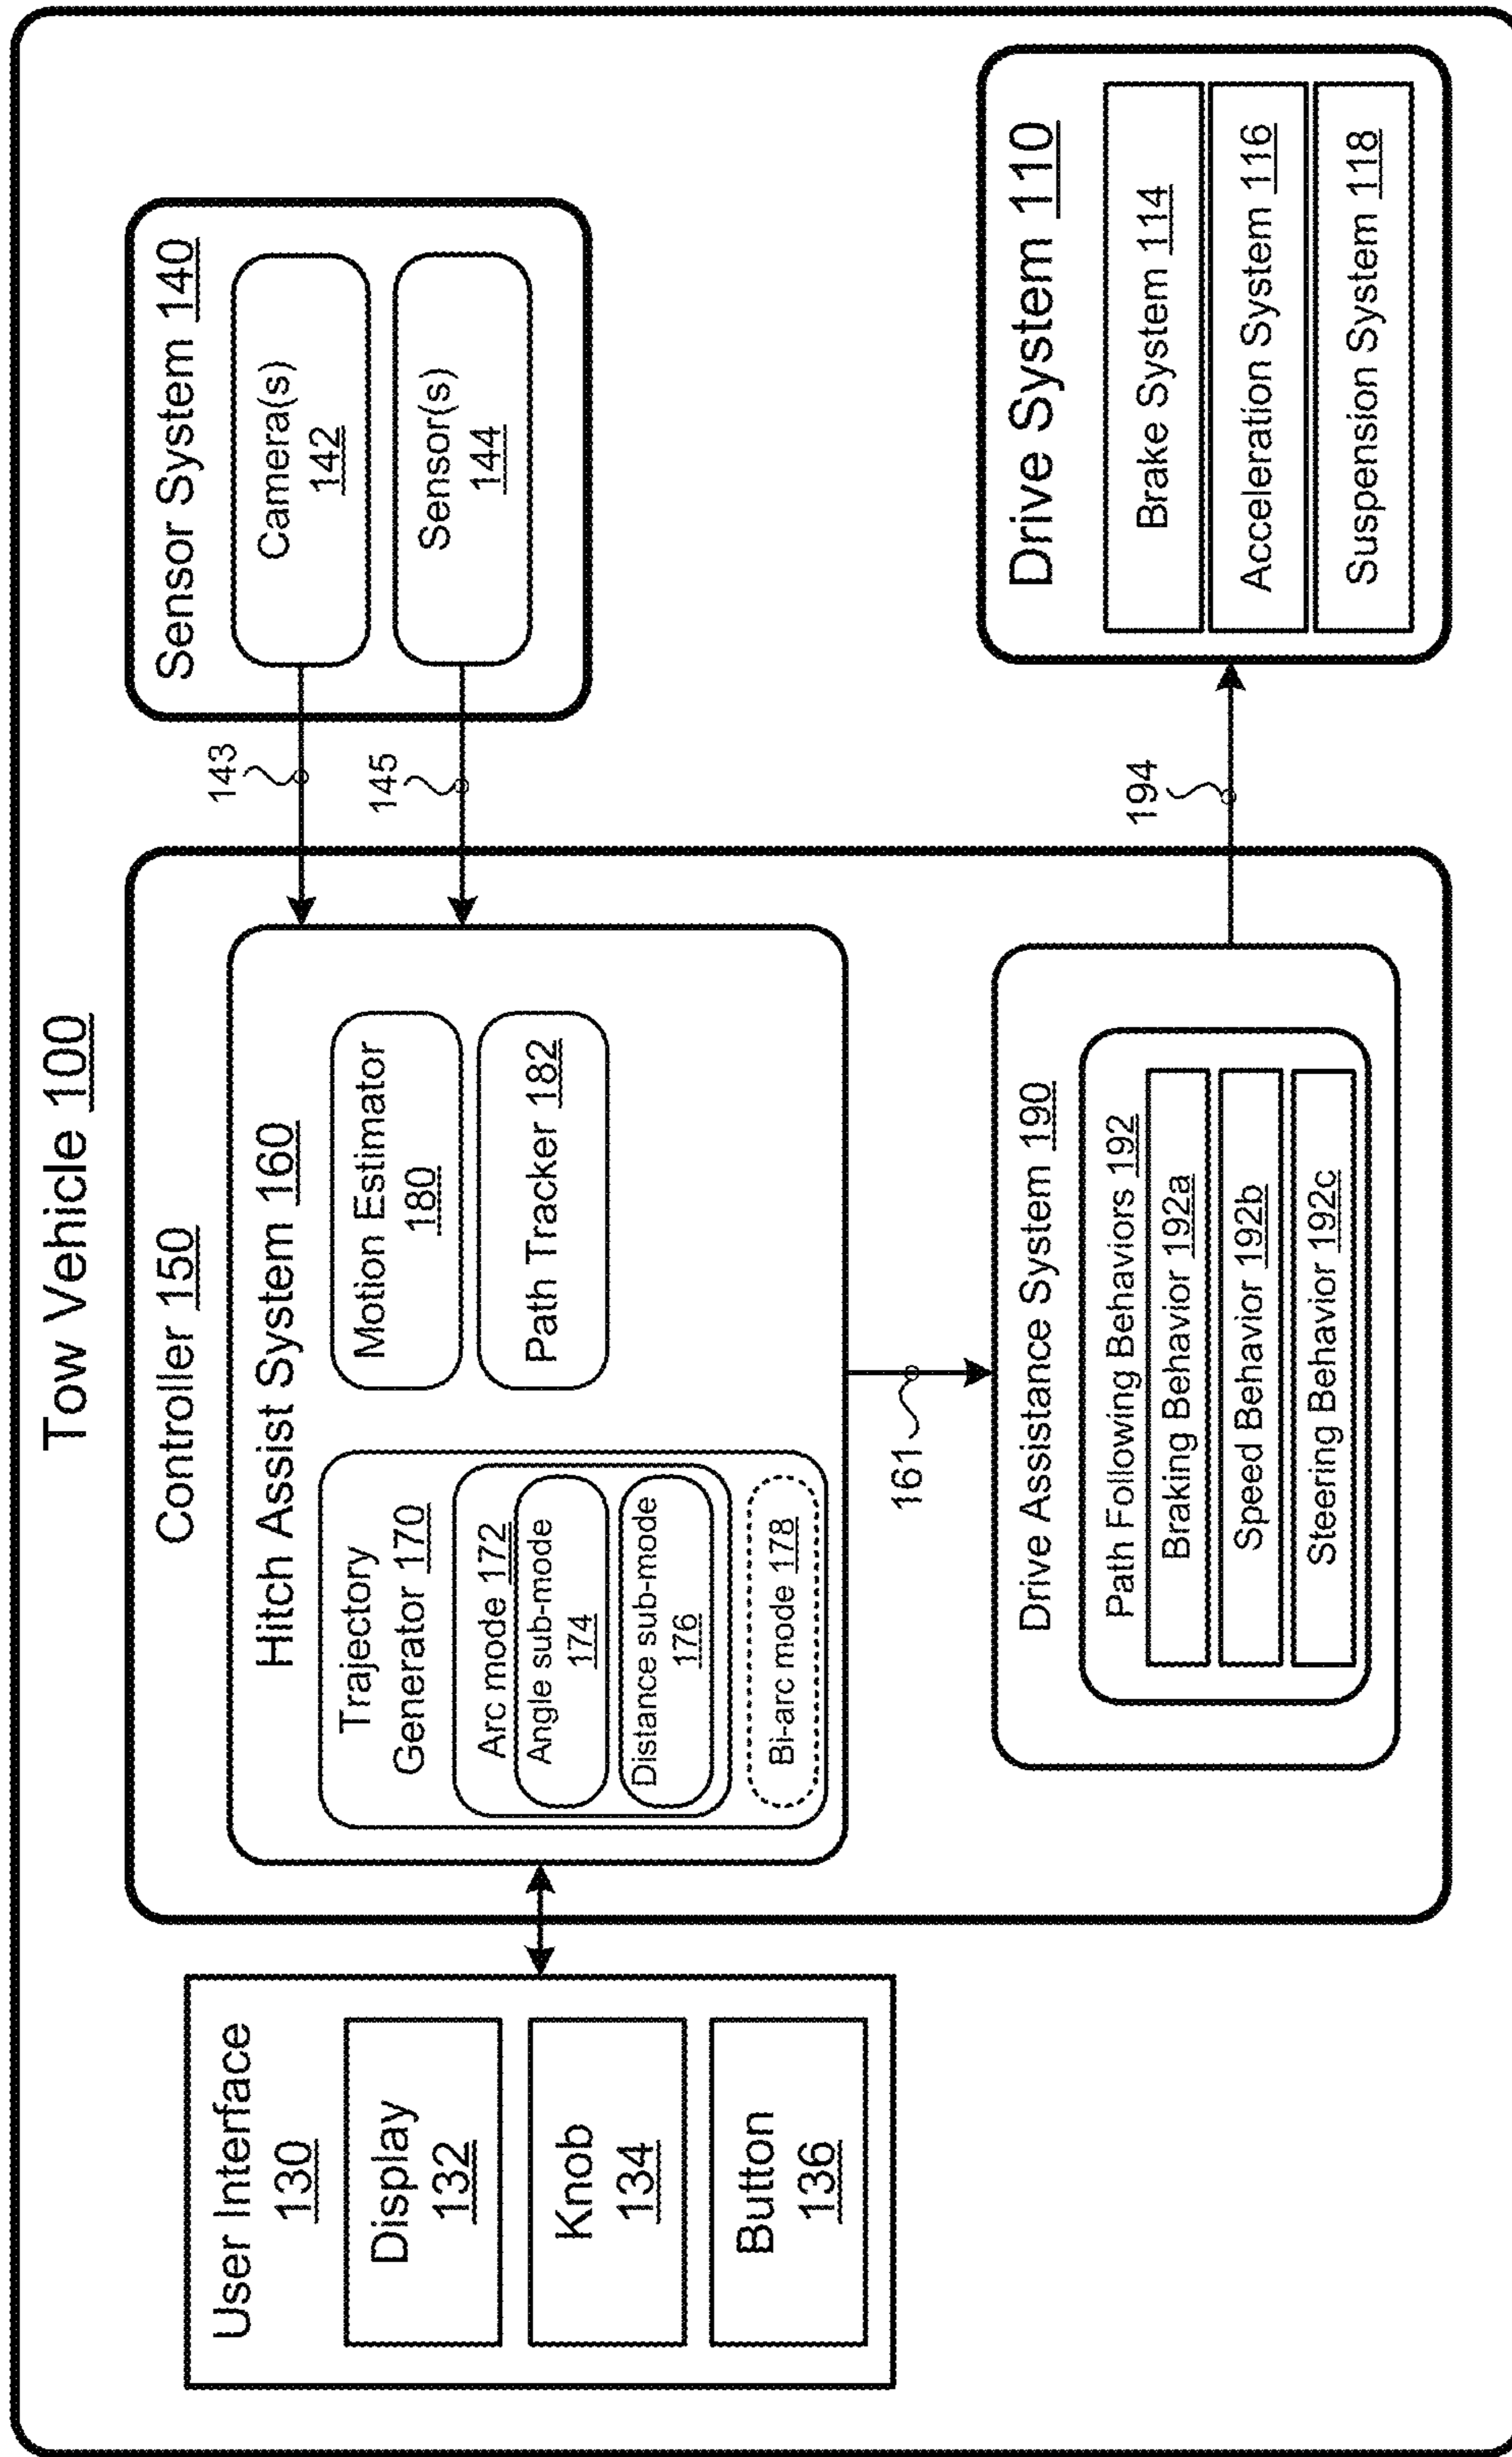 Tow Vehicle 100
User Interface
130
Display
132
Knob
134
Button
136
Controller 150
Hitch Assist System 160
Trajectory
Generator 170
Arc mode 172
Angle sub-mode
174
Distance sub-mode
176
Bi-arc mode 178
Motion Estimator
180
Path Tracker 182
161
Drive Assistance System 190
Path Following Behaviors 192
Braking Behavior 192a
Speed Behavior 192b
Steering Behavior 192c
143
145
194
Sensor System 140
Camera(s)
142
Sensor(s)
144
Drive System 110
Brake System 114
Acceleration System 116
Suspension System 118